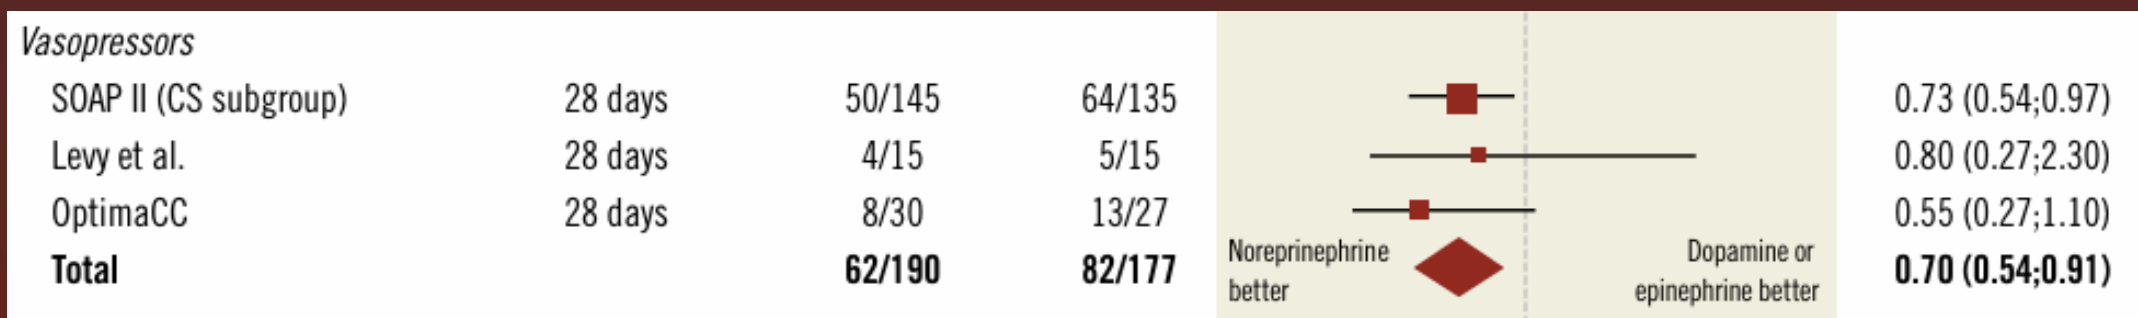 Vasopressors
SOAP II (CS subgroup) 28 days 50/145 64/135 0.73 (0.54;0.97)
Levy et al. 28 days 4/15 5/15 0.80 (0.27;2.30)
OptimaCC 28 days 8/30 13/27 0.55 (0.27;1.10)
Total 62/190 82/177 0.70 (0.54;0.91)
Noreprinephrine
better
Dopamine or
epinephrine better